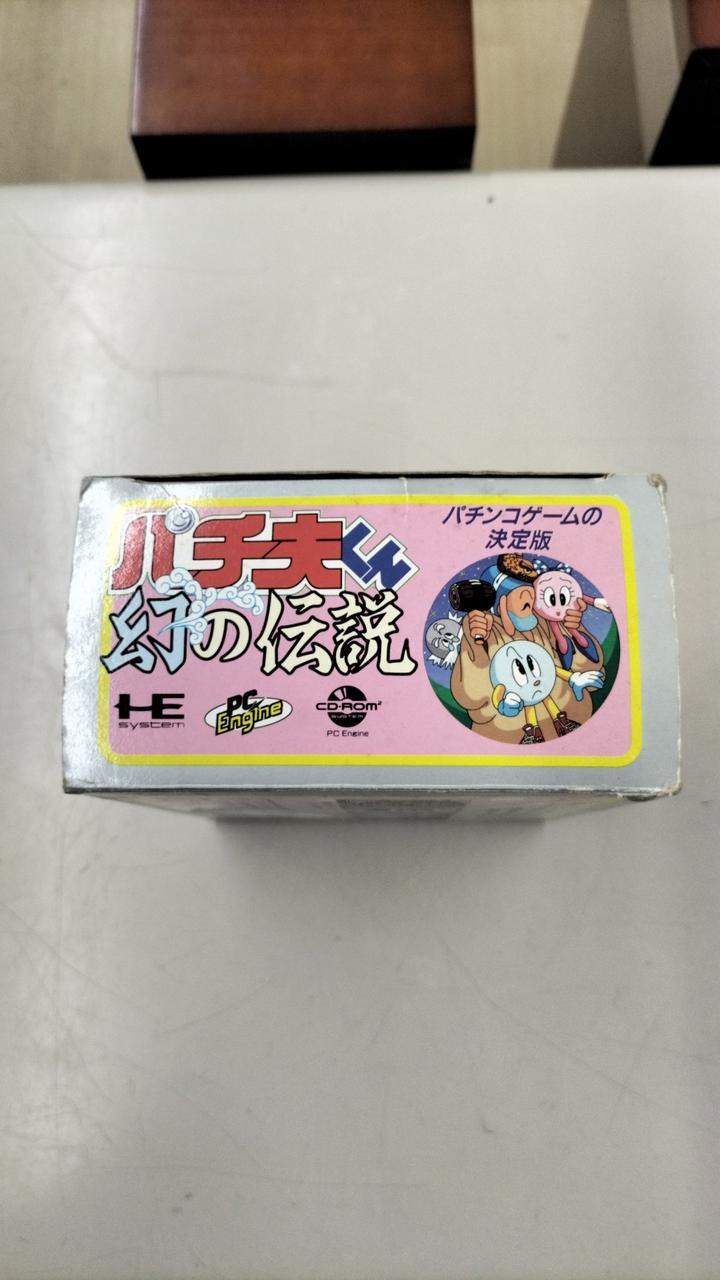 パチ夫くん
幻の伝説
パチンコゲームの
決定版
HE
system
PC
Engine
CD-ROM²
SYSTEM
PC Engine